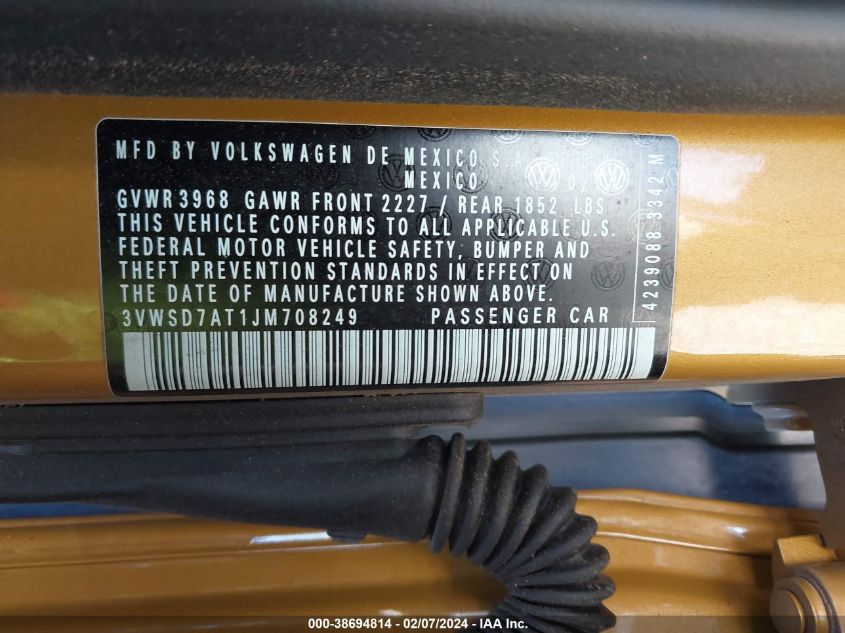 MFD BY VOLKSWAGEN DE MEXICO S.A.
MEXICO
GVWR 3968 GAWR FRONT 2227 / REAR 1852 LBS
THIS VEHICLE CONFORMS TO ALL APPLICABLE U.S.
FEDERAL MOTOR VEHICLE SAFETY, BUMPER AND
THEFT PREVENTION STANDARDS IN EFFECT ON
THE DATE OF MANUFACTURE SHOWN ABOVE.
3VWSD7AT1JM708249 PASSENGER CAR
4239088.3342 M
000-38694814 - 02/07/2024 - IAA Inc.